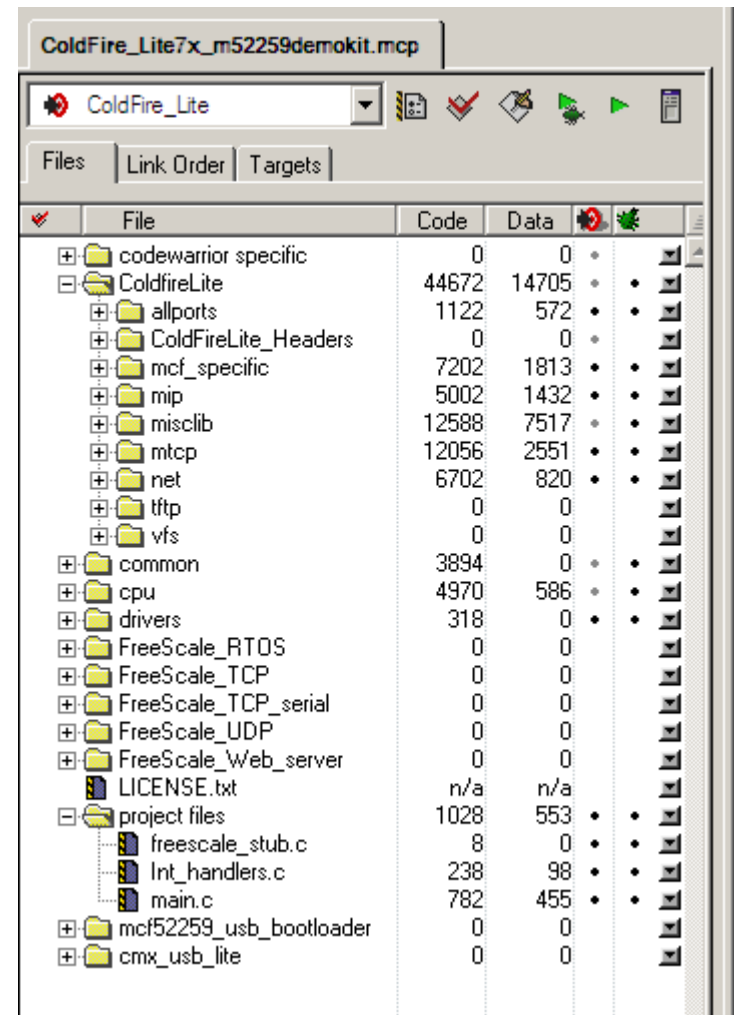 ColdFire_Lite7x_m52259demokit.mcp
ColdFire_Lite
Files Link Order Targets
File Code Data
codewarrior specific 0 0
ColdfireLite 44672 14705
allports 1122 572
ColdFireLite_Headers 0 0
mcf_specific 7202 1813
mip 5002 1432
misclib 12588 7517
mtcp 12056 2551
net 6702 820
tftp 0 0
vfs 0 0
common 3894 0
cpu 4970 586
drivers 318 0
FreeScale_RTOS 0 0
FreeScale_TCP 0 0
FreeScale_TCP_serial 0 0
FreeScale_UDP 0 0
FreeScale_Web_server 0 0
LICENSE.txt n/a n/a
project files 1028 553
freescale_stub.c 8 0
Int_handlers.c 238 98
main.c 782 455
mcf52259_usb_bootloader 0 0
cmx_usb_lite 0 0